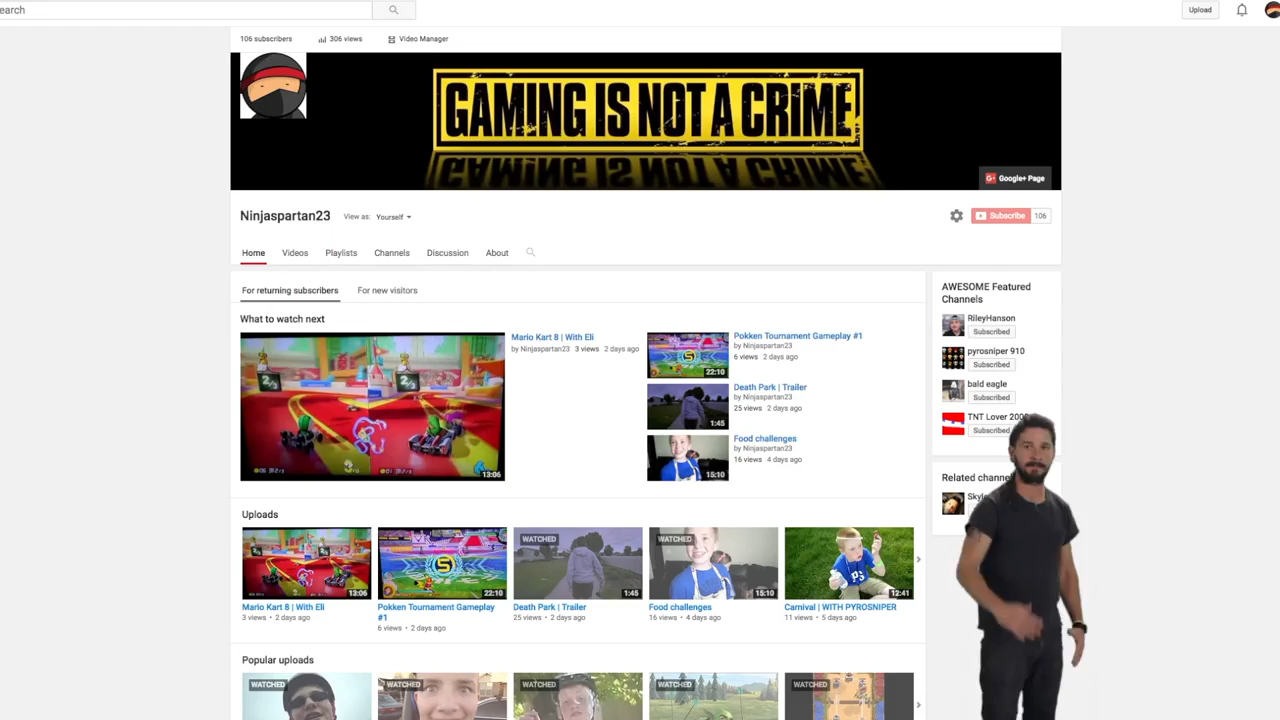 earch
Upload
106 subscribers
306 views
Video Manager
GAMING IS NOT A CRIME
GAMING IS NOT A CRIME
Google+ Page
Ninjaspartan23
View as:
Yourself
Subscribe
106
Home
Videos
Playlists
Channels
Discussion
About
For returning subscribers
For new visitors
What to watch next
13:06
Mario Kart 8 | With Eli
by Ninjaspartan23 3 views 2 days ago
22:10
Pokken Tournament Gameplay #1
by Ninjaspartan23
6 views 2 days ago
1:45
Death Park | Trailer
by Ninjaspartan23
25 views 2 days ago
15:10
Food challenges
by Ninjaspartan23
16 views 4 days ago
AWESOME Featured
Channels
RileyHanson
Subscribed
pyrosniper 910
Subscribed
bald eagle
Subscribed
TNT Lover
Subscribed
Related
Uploads
13:06
Mario Kart 8 | With Eli
3 views • 2 days ago
22:10
Pokken Tournament Gameplay
#1
6 views • 2 days ago
WATCHED
1:45
Death Park | Trailer
25 views • 2 days ago
WATCHED
15:10
Food challenges
16 views • 4 days ago
12:41
Carnival | WITH PYROSNIPER
11 views • 5 days ago
Popular uploads
WATCHED
WATCHED
WATCHED
WATCHED
WATCHED